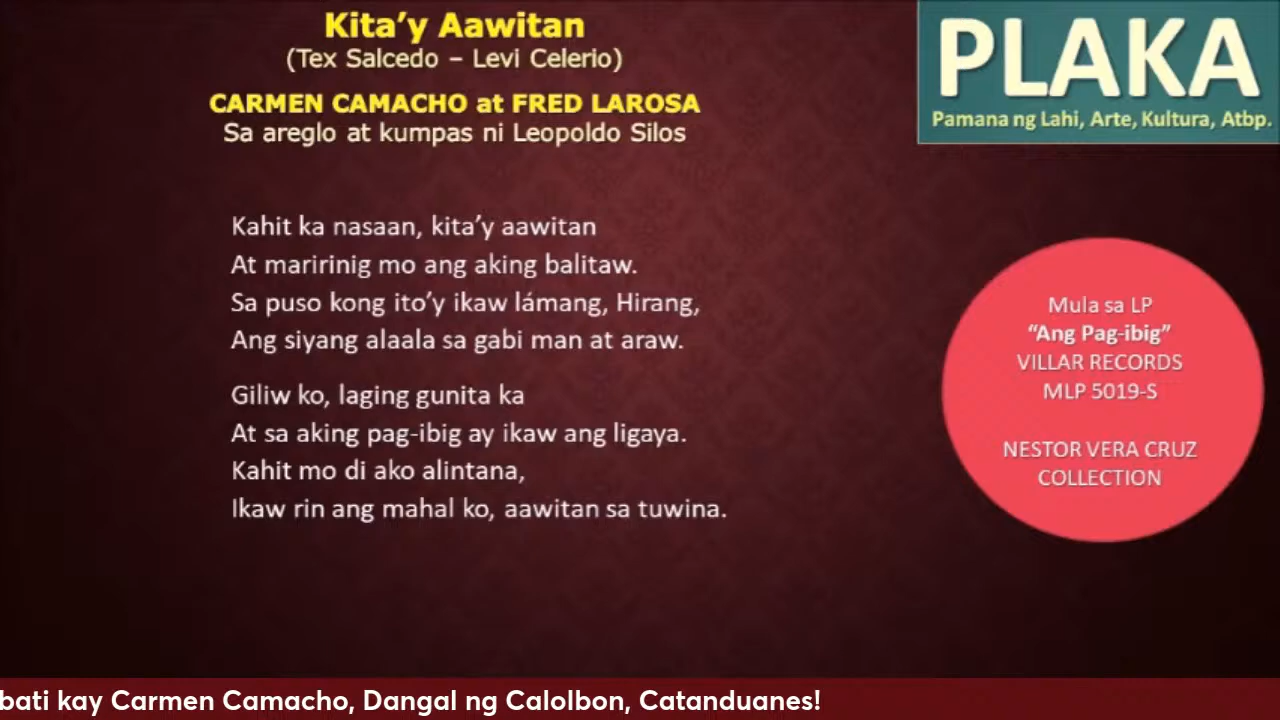 Kita’y Aawitan
(Tex Salcedo – Levi Celerio)
CARMEN CAMACHO at FRED LAROSA
Sa areglo at kumpas ni Leopoldo Silos
PLAKA
Pamana ng Lahi, Arte, Kultura, Atbp.
Kahit ka nasaan, kita’y aawitan
At maririnig mo ang aking balitaw.
Sa puso kong ito’y ikaw lámang, Hirang,
Ang siyang alaala sa gabi man at araw.
Giliw ko, laging gunita ka
At sa aking pag-ibig ay ikaw ang ligaya.
Kahit mo di ako alintana,
Ikaw rin ang mahal ko, aawitan sa tuwina.
Mula sa LP
“Ang Pag-ibig”
VILLAR RECORDS
MLP 5019-S
NESTOR VERA CRUZ
COLLECTION
bati kay Carmen Camacho, Dangal ng Calolbon, Catanduanes!